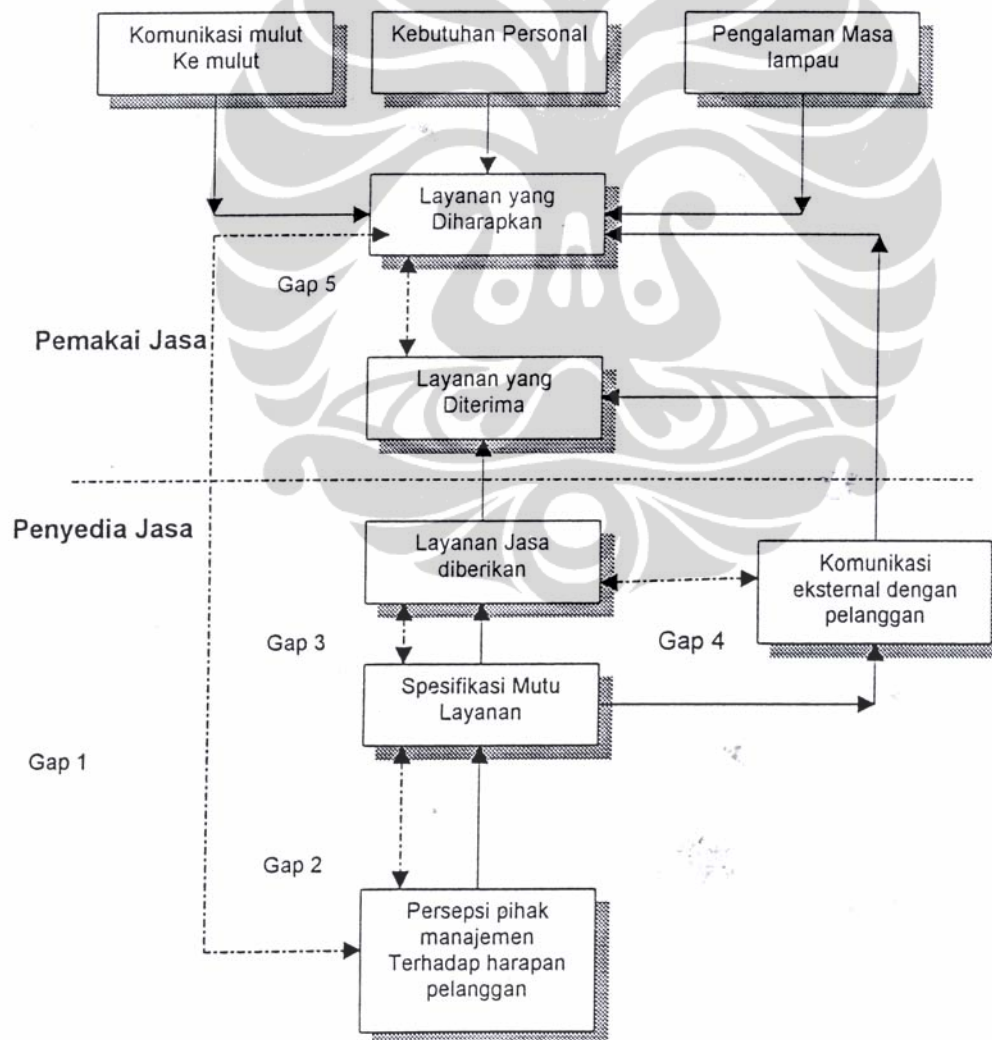 Komunikasi mulut
Ke mulut
Kebutuhan Personal
Pengalaman Masa
lampau
Layanan yang
Diharapkan
Gap 5
Pemakai Jasa
Layanan yang
Diterima
Penyedia Jasa
Layanan Jasa
diberikan
Komunikasi
eksternal dengan
pelanggan
Gap 3
Gap 4
Spesifikasi Mutu
Layanan
Gap 1
Gap 2
Persepsi pihak
manajemen
Terhadap harapan
pelanggan